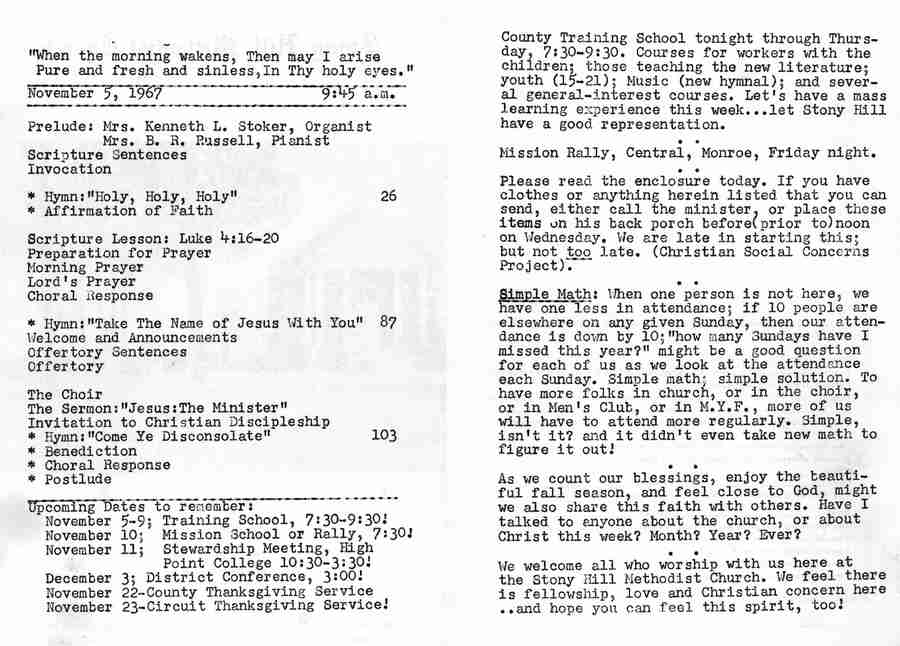 "When the morning wakens, Then may I arise
Pure and fresh and sinless,In Thy holy eyes."
November 5, 1967 9:45 a.m.
Prelude: Mrs. Kenneth L. Stoker, Organist
Mrs. B. R. Russell, Pianist
Scripture Sentences
Invocation
* Hymn:"Holy, Holy, Holy" 26
* Affirmation of Faith
Scripture Lesson: Luke 4:16-20
Preparation for Prayer
Morning Prayer
Lord's Prayer
Choral Response
* Hymn:"Take The Name of Jesus With You" 87
Welcome and Announcements
Offertory Sentences
Offertory
The Choir
The Sermon:"Jesus:The Minister"
Invitation to Christian Discipleship
* Hymn:"Come Ye Disconsolate" 103
* Benediction
* Choral Response
* Postlude
Upcoming Dates to remember:
November 5-9; Training School, 7:30-9:30!
November 10; Mission School or Rally, 7:30!
November 11; Stewardship Meeting, High
Point College 10:30-3:30!
December 3; District Conference, 3:00!
November 22-County Thanksgiving Service
November 23-Circuit Thanksgiving Service!
County Training School tonight through Thurs-
day, 7:30-9:30. Courses for workers with the
children; those teaching the new literature;
youth (15-21); Music (new hymnal); and sever-
al general-interest courses. Let's have a mass
learning experience this week...let Stony Hill
have a good representation.
Mission Rally, Central, Monroe, Friday night.
Please read the enclosure today. If you have
clothes or anything herein listed that you can
send, either call the minister, or place these
items on his back porch before(prior to)noon
on Wednesday. We are late in starting this;
but not too late. (Christian Social Concerns
Project).
Simple Math: When one person is not here, we
have one less in attendance; if 10 people are
elsewhere on any given Sunday, then our atten-
dance is down by 10;"how many Sundays have I
missed this year?" might be a good question
for each of us as we look at the attendance
each Sunday. Simple math; simple solution. To
have more folks in church, or in the choir,
or in Men's Club, or in M.Y.F., more of us
will have to attend more regularly. Simple,
isn't it? and it didn't even take new math to
figure it out!
As we count our blessings, enjoy the beauti-
ful fall season, and feel close to God, might
we also share this faith with others. Have I
talked to anyone about the church, or about
Christ this week? Month? Year? Ever?
We welcome all who worship with us here at
the Stony Hill Methodist Church. We feel there
is fellowship, love and Christian concern here
..and hope you can feel this spirit, too!